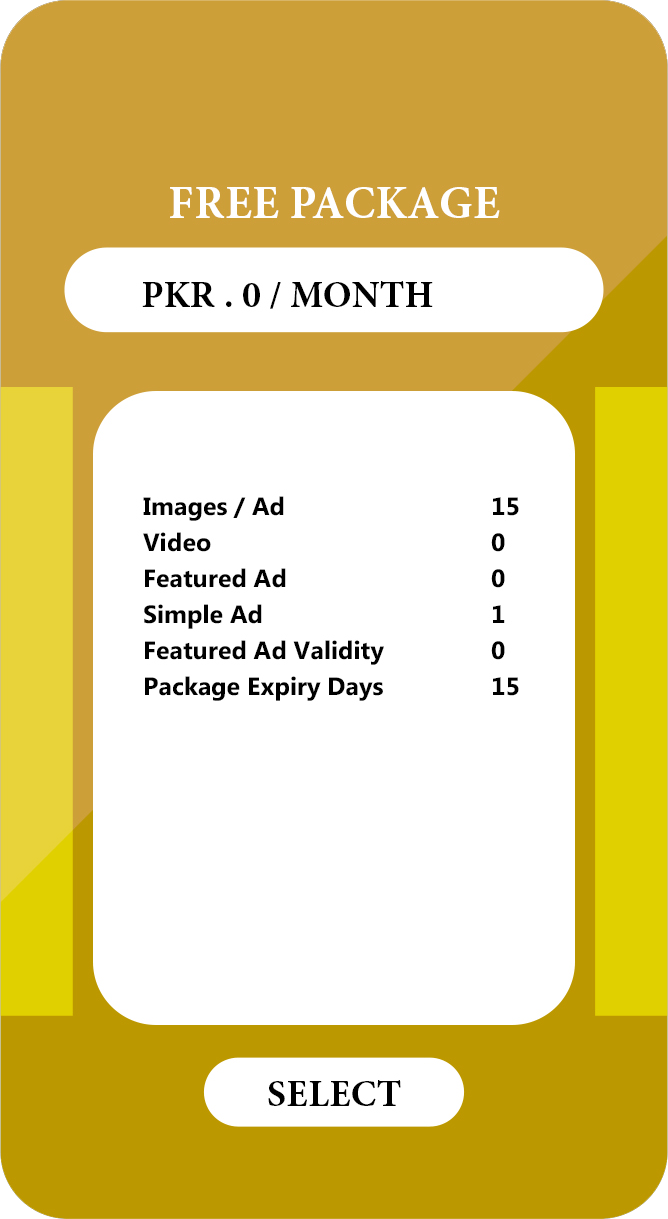 FREE PACKAGE
PKR . 0 / MONTH
Images / Ad 15
Video 0
Featured Ad 0
Simple Ad 1
Featured Ad Validity 0
Package Expiry Days 15
SELECT